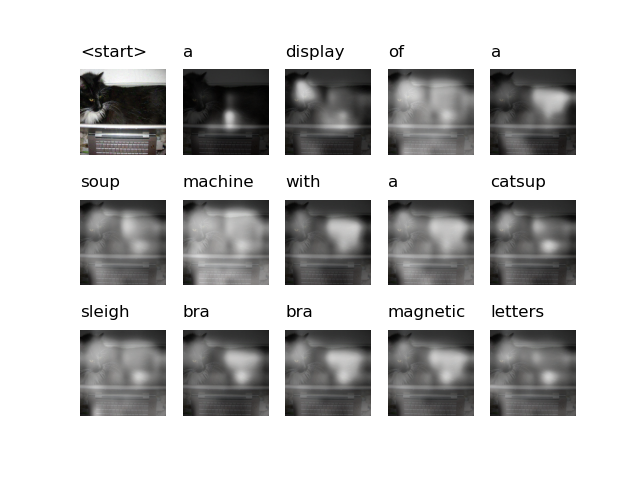 <start> a display of a
soup machine with a catsup
sleigh bra bra magnetic letters